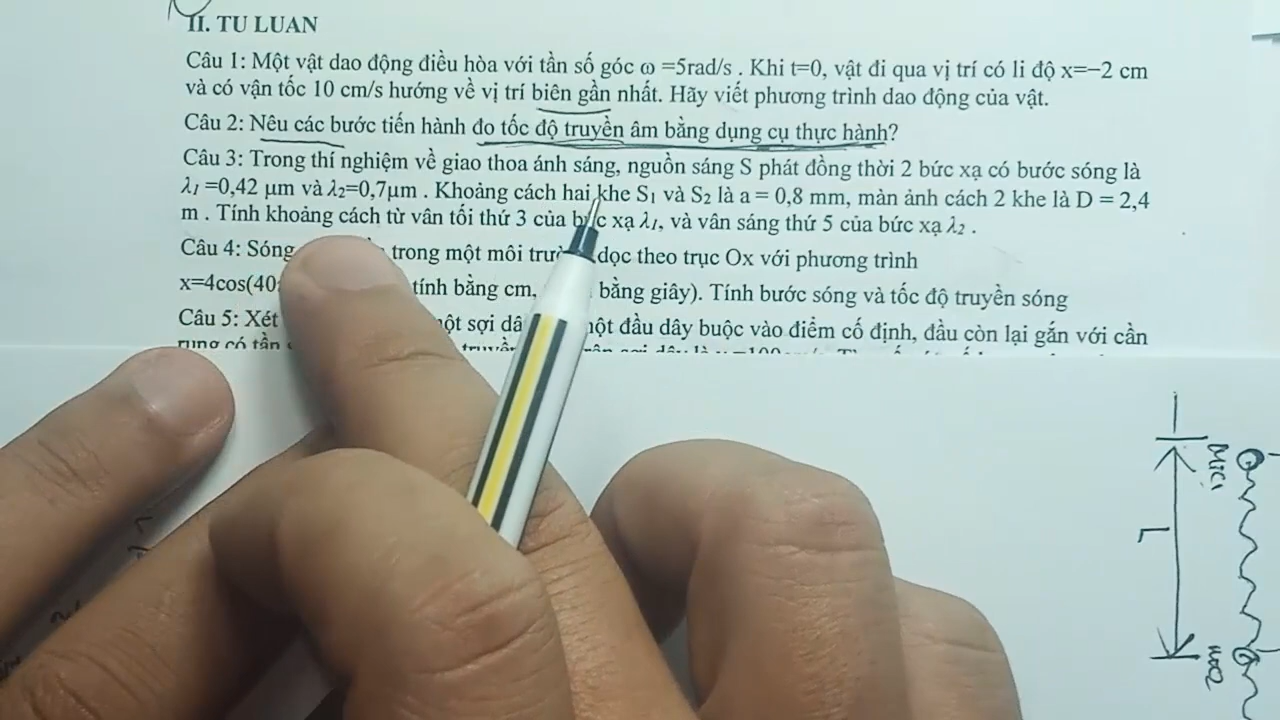 II. TU LUAN
Câu 1: Một vật dao động điều hòa với tần số góc ω =5rad/s . Khi t=0, vật đi qua vị trí có li độ x=−2 cm
và có vận tốc 10 cm/s hướng về vị trí biên gần nhất. Hãy viết phương trình dao động của vật.
Câu 2: Nêu các bước tiến hành đo tốc độ truyền âm bằng dụng cụ thực hành?
Câu 3: Trong thí nghiệm về giao thoa ánh sáng, nguồn sáng S phát đồng thời 2 bức xạ có bước sóng là
λ1 =0,42 μm và λ2=0,7μm . Khoảng cách hai khe S1 và S2 là a = 0,8 mm, màn ảnh cách 2 khe là D = 2,4
m . Tính khoảng cách từ vân tối thứ 3 của bức xạ λ1, và vân sáng thứ 5 của bức xạ λ2 .
Câu 4: Sóng trong một môi dọc theo trục Ox với phương trình
x=4cos(40 tính bằng cm, bằng giây). Tính bước sóng và tốc độ truyền sóng
Câu 5: Xét sợi một đầu dây buộc vào điểm cố định, đầu còn lại gắn với cần
rung có tần
Mic1
L